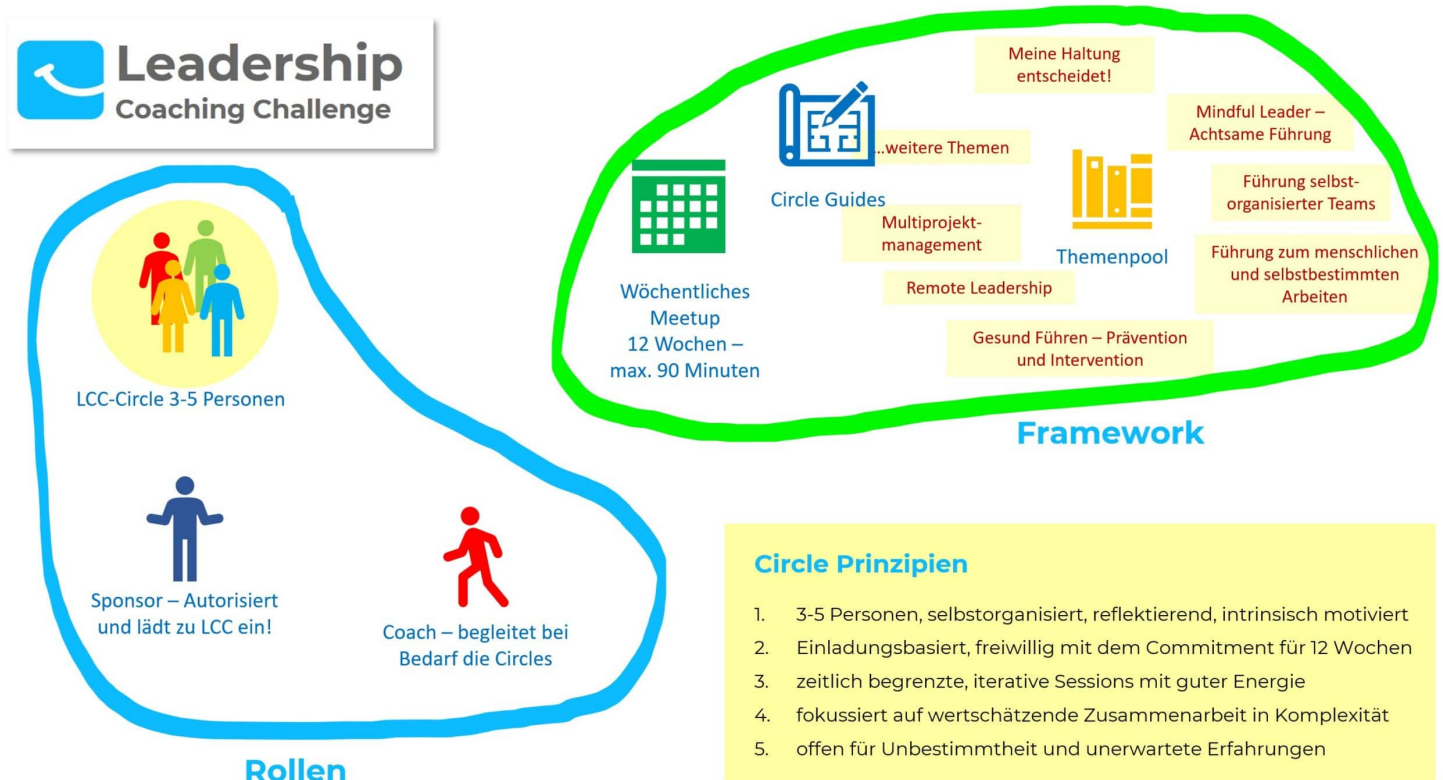 Leadership
Coaching Challenge
LCC-Circle 3-5 Personen
Sponsor – Autorisiert
und lädt zu LCC ein!
Coach – begleitet bei
Bedarf die Circles
Rollen
Wöchentliches
Meetup
12 Wochen –
max. 90 Minuten
Circle Guides
Themenpool
Meine Haltung
entscheidet!
Mindful Leader –
Achtsame Führung
...weitere Themen
Führung selbst-
organisierter Teams
Multiprojekt-
management
Führung zum menschlichen
und selbstbestimmten
Arbeiten
Remote Leadership
Gesund Führen – Prävention
und Intervention
Framework
Circle Prinzipien
1. 3-5 Personen, selbstorganisiert, reflektierend, intrinsisch motiviert
2. Einladungsbasiert, freiwillig mit dem Commitment für 12 Wochen
3. zeitlich begrenzte, iterative Sessions mit guter Energie
4. fokussiert auf wertschätzende Zusammenarbeit in Komplexität
5. offen für Unbestimmtheit und unerwartete Erfahrungen